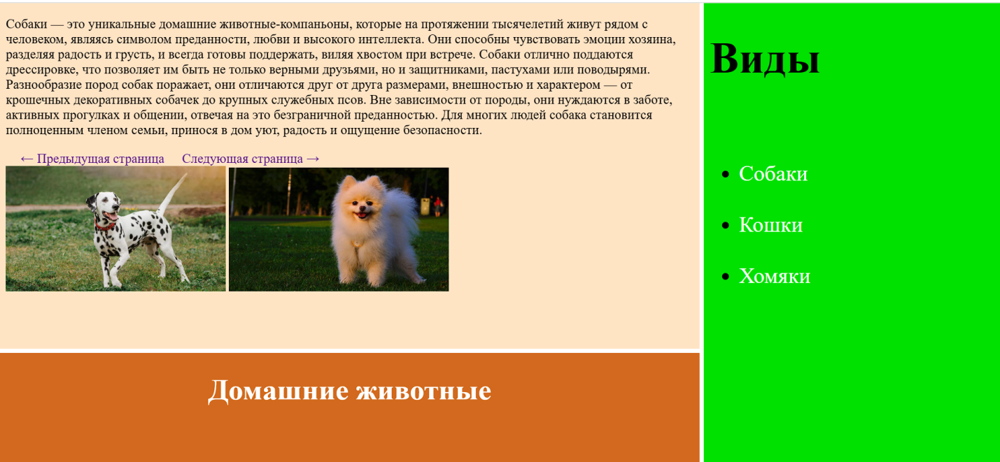 Собаки — это уникальные домашние животные-компаньоны, которые на протяжении тысячелетий живут рядом с
человеком, являясь символом преданности, любви и высокого интеллекта. Они способны чувствовать эмоции хозяина,
разделяя радость и грусть, и всегда готовы поддержать, виляя хвостом при встрече. Собаки отлично поддаются
дрессировке, что позволяет им быть не только верными друзьями, но и защитниками, пастухами или поводырями.
Разнообразие пород собак поражает, они отличаются друг от друга размерами, внешностью и характером — от
крошечных декоративных собачек до крупных служебных псов. Вне зависимости от породы, они нуждаются в заботе,
активных прогулках и общении, отвечая на это безграничной преданностью. Для многих людей собака становится
полноценным членом семьи, принося в дом уют, радость и ощущение безопасности.
← Предыдущая страница Следующая страница →
Домашние животные
Виды
• Собаки
• Кошки
• Хомяки